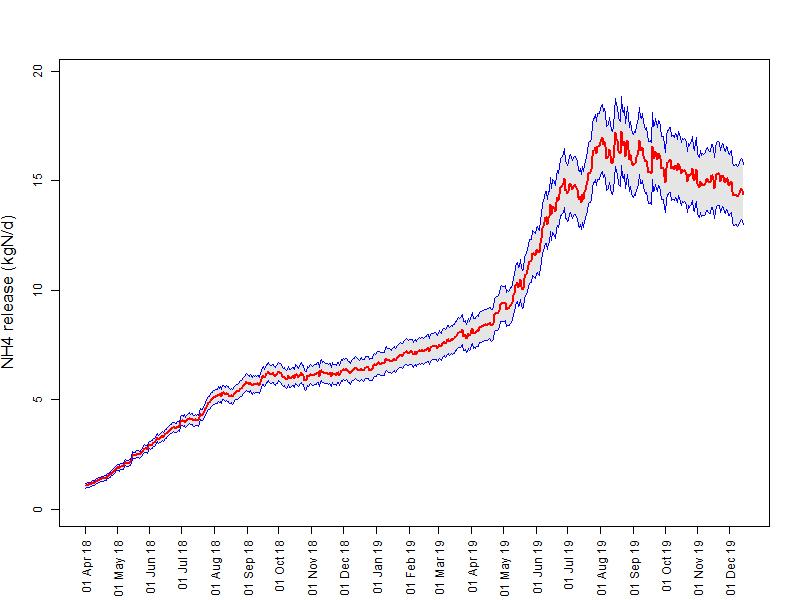 NH4 release (kgN/d)
20
15
10
5
0
01 Apr 18
01 May 18
01 Jun 18
01 Jul 18
01 Aug 18
01 Sep 18
01 Oct 18
01 Nov 18
01 Dec 18
01 Jan 19
01 Feb 19
01 Mar 19
01 Apr 19
01 May 19
01 Jun 19
01 Jul 19
01 Aug 19
01 Sep 19
01 Oct 19
01 Nov 19
01 Dec 19